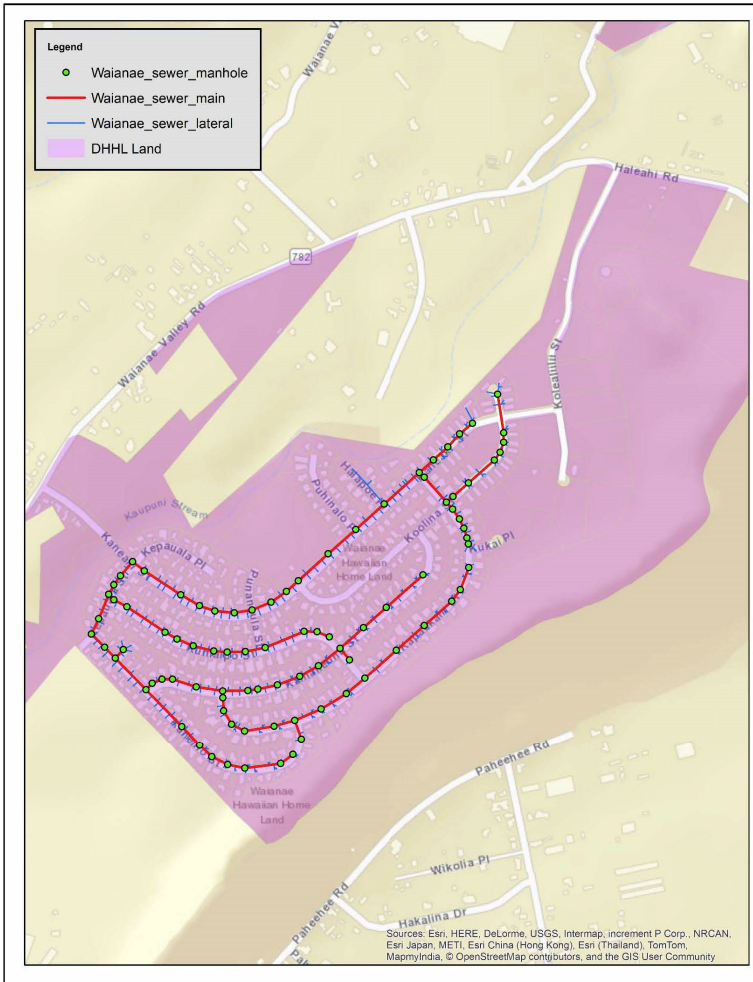 Legend
Waianae_sewer_manhole
Waianae_sewer_main
Waianae_sewer_lateral
DHHL Land
Haleahi Rd
782
Waianae Valley Rd
Kolealiilii St
Kaupuni Stream
Puhinalo
Kepauala Pl
Koolina
Kukai Pl
Waianae
Hawaiian
Home Land
Waianae
Hawaiian Home
Land
Paheehee Rd
Wikolia Pl
Hakalina Dr
Paheehee Rd
Sources: Esri, HERE, DeLorme, USGS, Intermap, increment P Corp., NRCAN,
Esri Japan, METI, Esri China (Hong Kong), Esri (Thailand), TomTom,
MapmyIndia, © OpenStreetMap contributors, and the GIS User Community